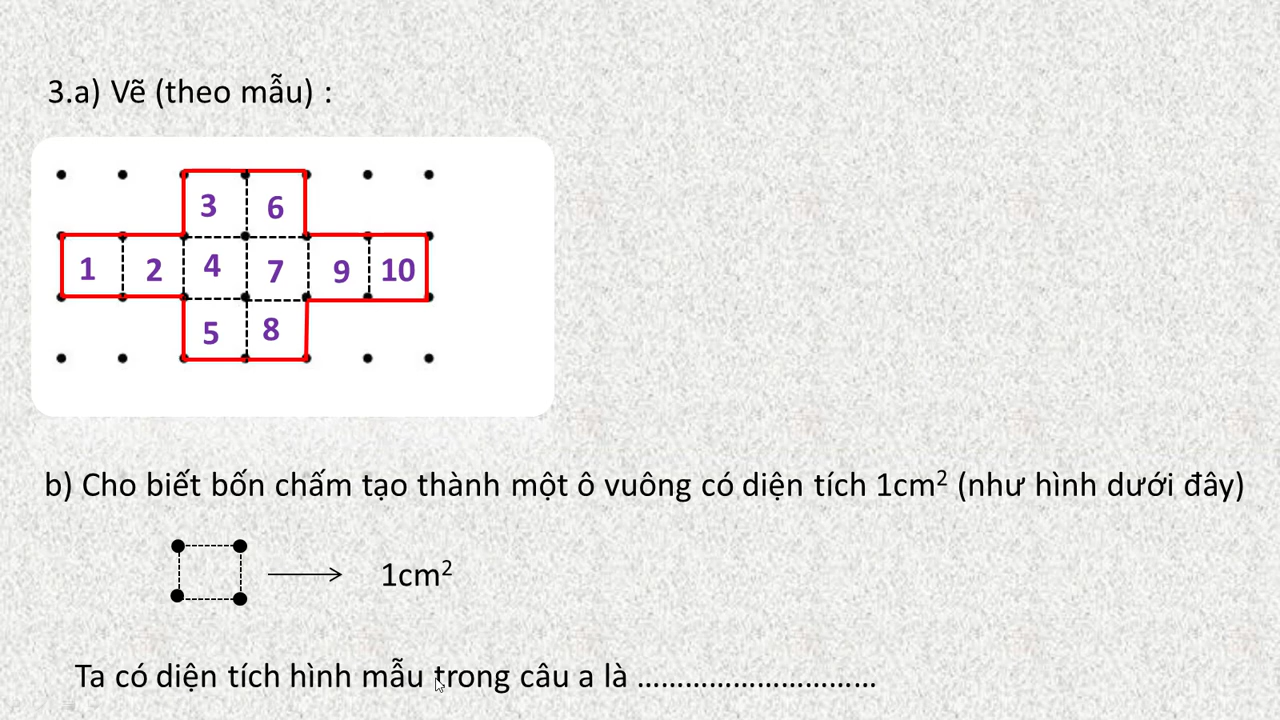 3.a) Vẽ (theo mẫu) :
3 6
1 2 4 7 9 10
5 8
b) Cho biết bốn chấm tạo thành một ô vuông có diện tích 1cm² (như hình dưới đây)
1cm²
Ta có diện tích hình mẫu trong câu a là ..............................